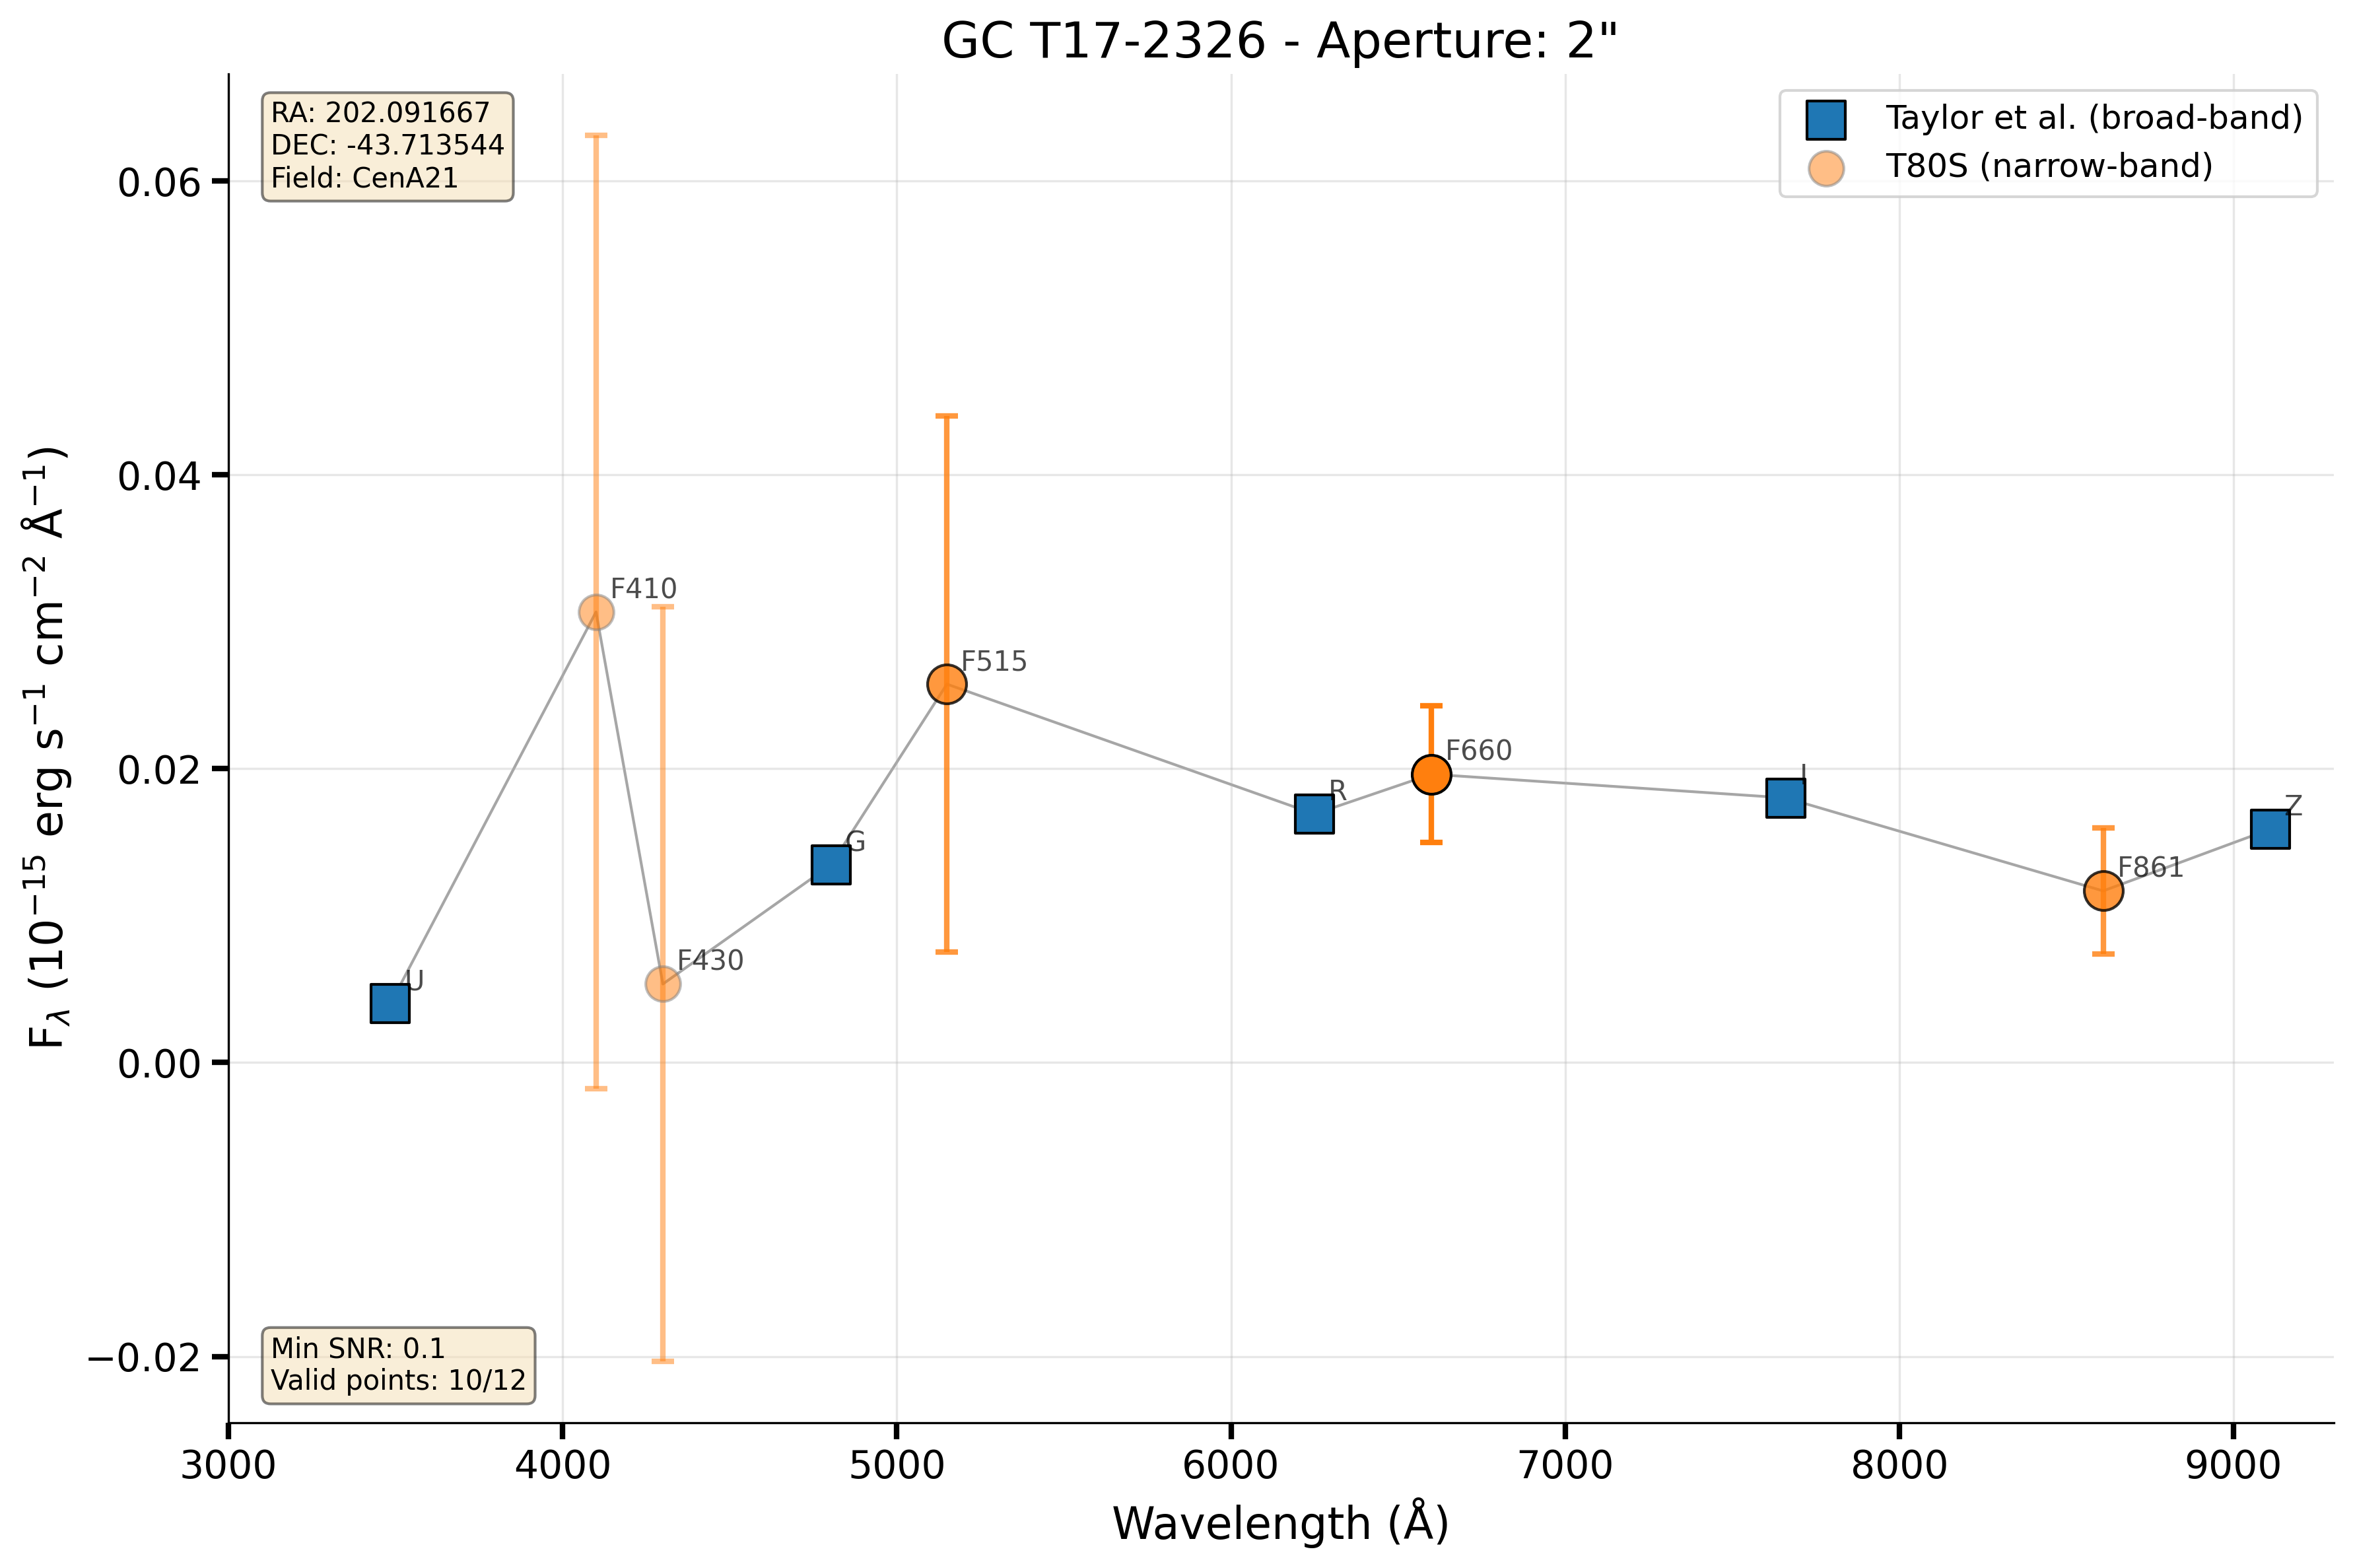 GC T17-2326 - Aperture: 2"
RA: 202.091667
DEC: -43.713544
Field: CenA21
Taylor et al. (broad-band)
T80S (narrow-band)
F_λ (10⁻¹⁵ erg s⁻¹ cm⁻² Å⁻¹)
0.06
0.04
0.02
0.00
−0.02
U
F410
F430
G
F515
R
F660
I
F861
Z
Min SNR: 0.1
Valid points: 10/12
3000 4000 5000 6000 7000 8000 9000
Wavelength (Å)